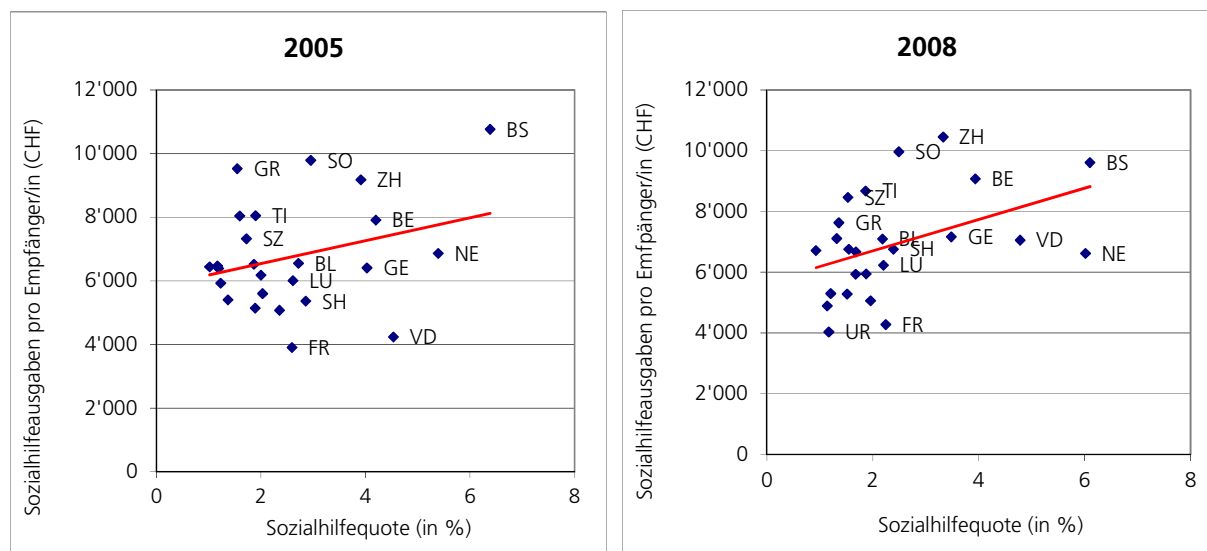 2005
Sozialhilfeausgaben pro Empfänger/in (CHF)
12'000
10'000
8'000
6'000
4'000
2'000
0
BS
SO
GR
ZH
TI
BE
SZ
NE
BL
GE
LU
SH
VD
FR
0 2 4 6 8
Sozialhilfequote (in %)
2008
Sozialhilfeausgaben pro Emfpänger/in (CHF)
12'000
10'000
8'000
6'000
4'000
2'000
0
ZH
SO
BS
BE
TI
SZ
GR
BL
GE
VD
SH
NE
LU
FR
UR
0 2 4 6 8
Sozialhilfequote (in %)